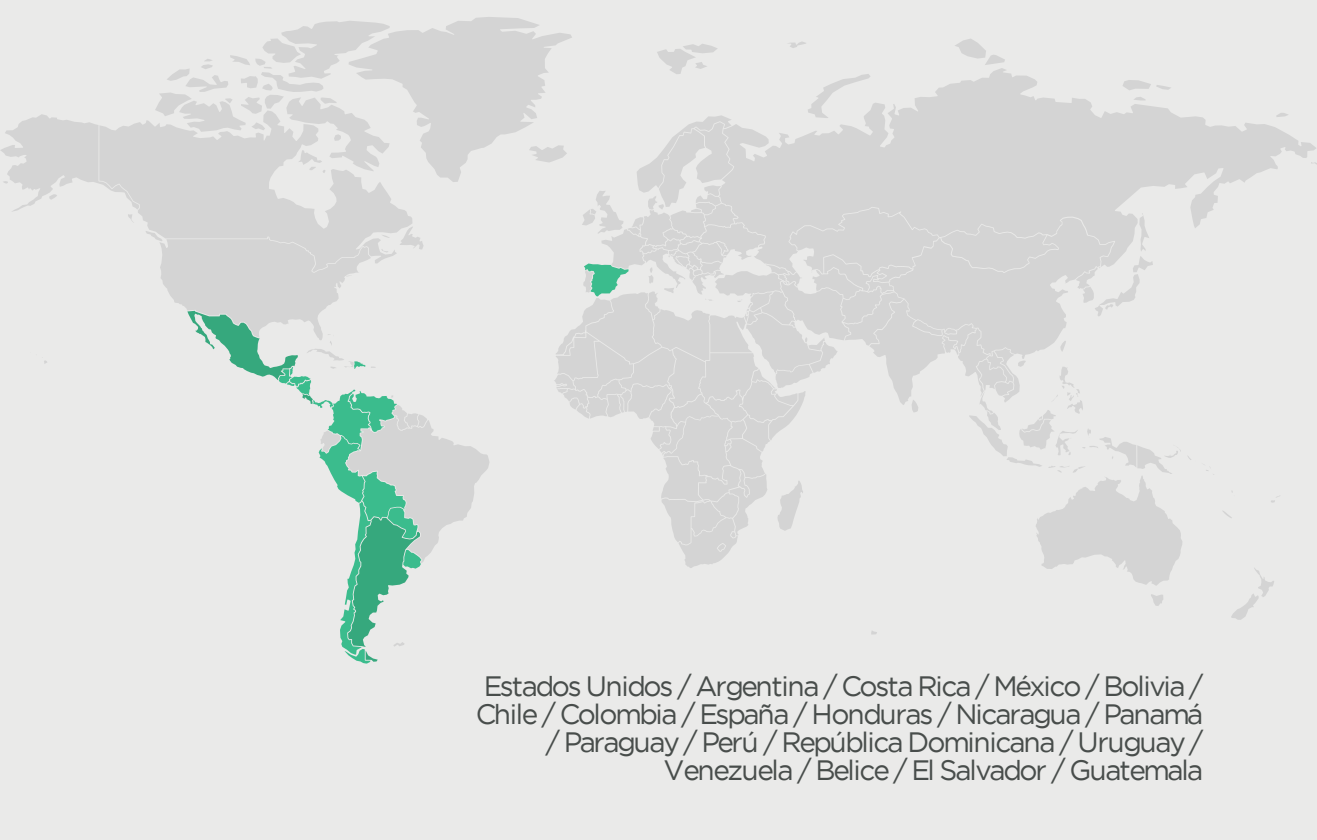 Estados Unidos / Argentina / Costa Rica / México / Bolivia /
Chile / Colombia / España / Honduras / Nicaragua / Panamá
/ Paraguay / Perú / República Dominicana / Uruguay /
Venezuela / Belice / El Salvador / Guatemala